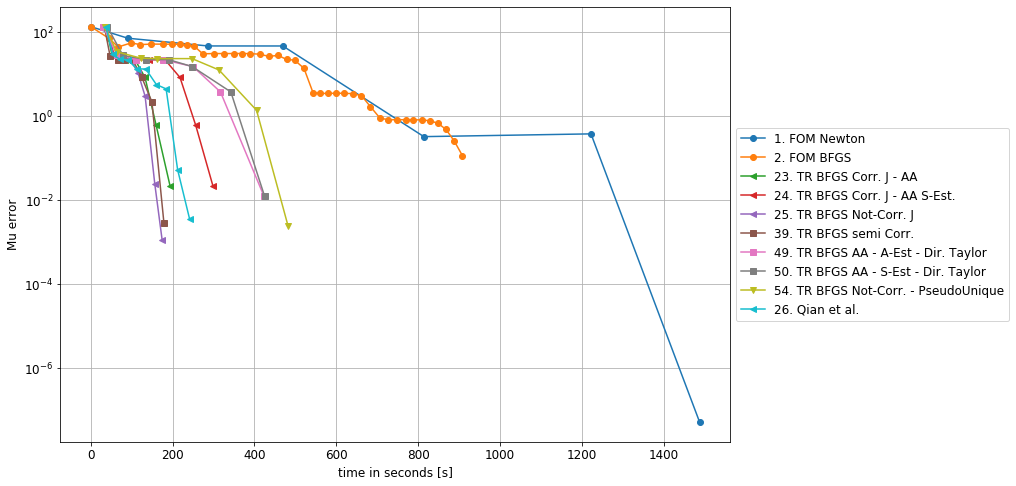 Mu error
10^2
10^0
10^-2
10^-4
10^-6
0 200 400 600 800 1000 1200 1400
time in seconds [s]
1. FOM Newton
2. FOM BFGS
23. TR BFGS Corr. J - AA
24. TR BFGS Corr. J - AA S-Est.
25. TR BFGS Not-Corr. J
39. TR BFGS semi Corr.
49. TR BFGS AA - A-Est - Dir. Taylor
50. TR BFGS AA - S-Est - Dir. Taylor
54. TR BFGS Not-Corr. - PseudoUnique
26. Qian et al.